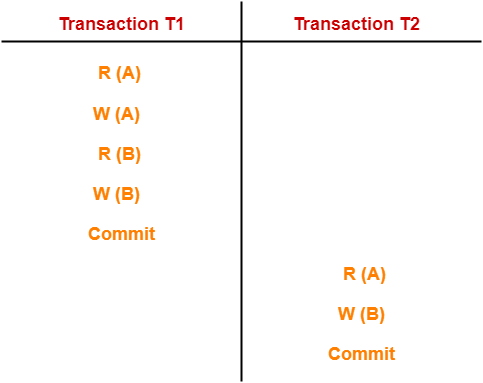 Transaction T1 Transaction T2
R (A)
W (A)
R (B)
W (B)
Commit
R (A)
W (B)
Commit